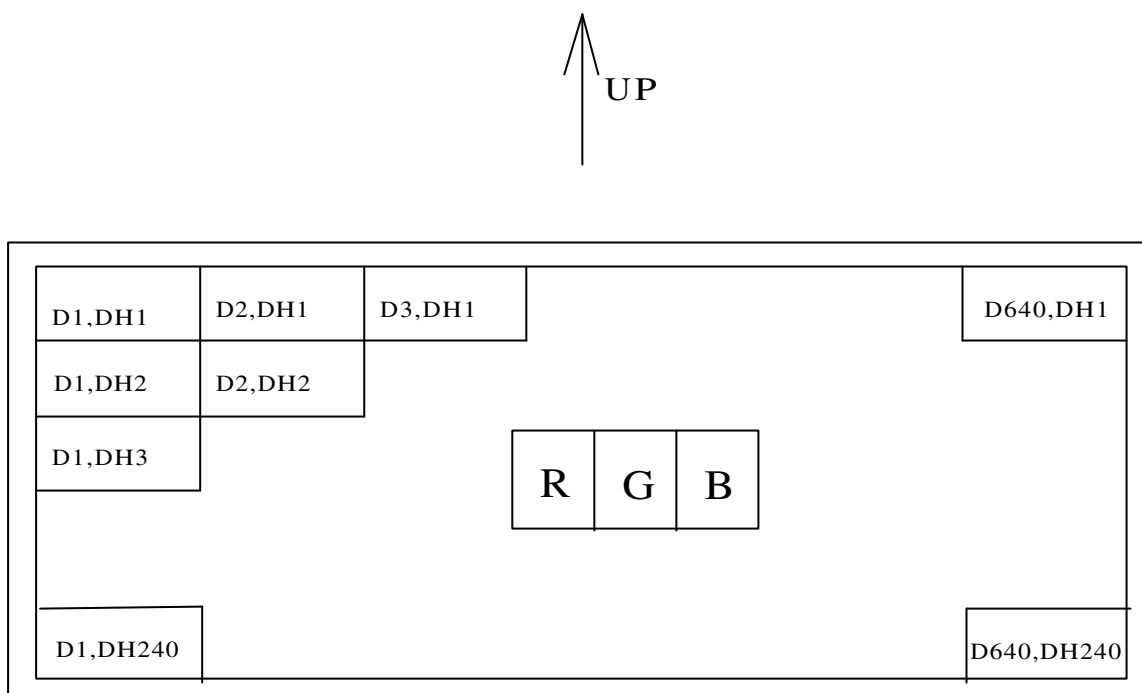 UP
D1,DH1 D2,DH1 D3,DH1 D640,DH1
D1,DH2 D2,DH2
D1,DH3
R G B
D1,DH240 D640,DH240